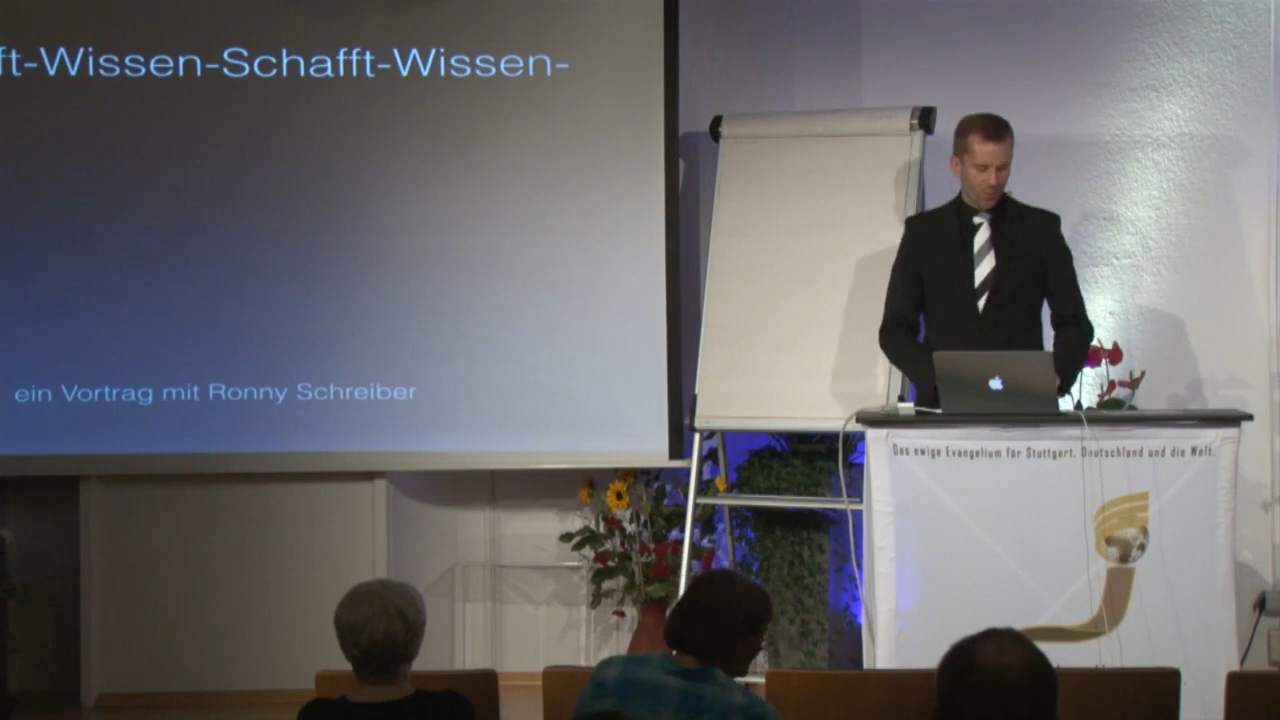 ft-Wissen-Schafft-Wissen-
ein Vortrag mit Ronny Schreiber
Das ewige Evangelium für Stuttgart, Deutschland und die Welt.